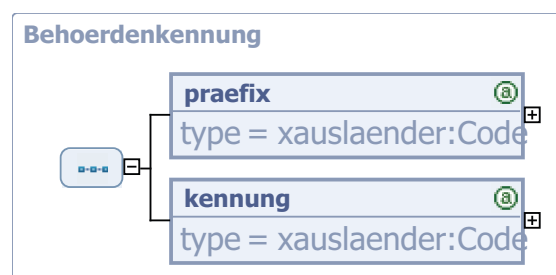 Behoerdenkennung
praefix
type = xauslaender:Code
kennung
type = xauslaender:Code